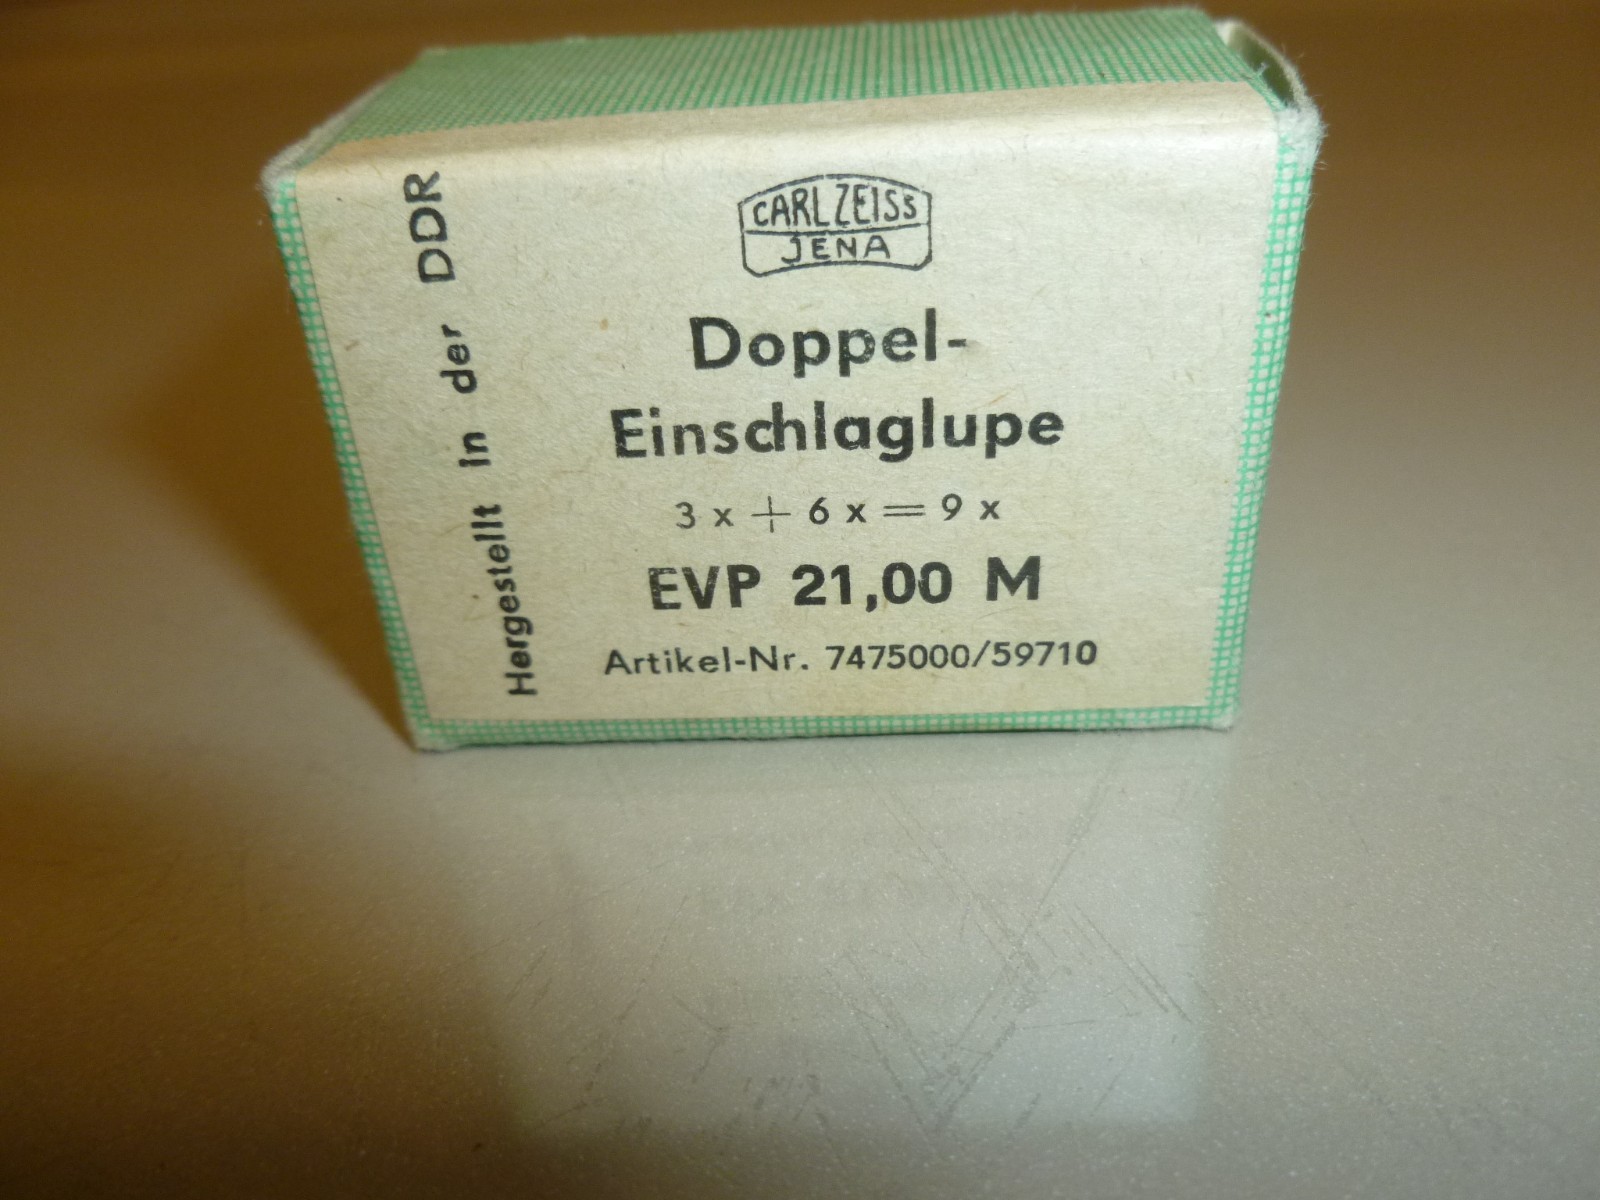 CARL ZEISS
JENA
Doppel-
Einschlaglupe
3 x + 6 x = 9 x
EVP 21,00 M
Artikel-Nr. 7475000/59710
Hergestellt in der DDR